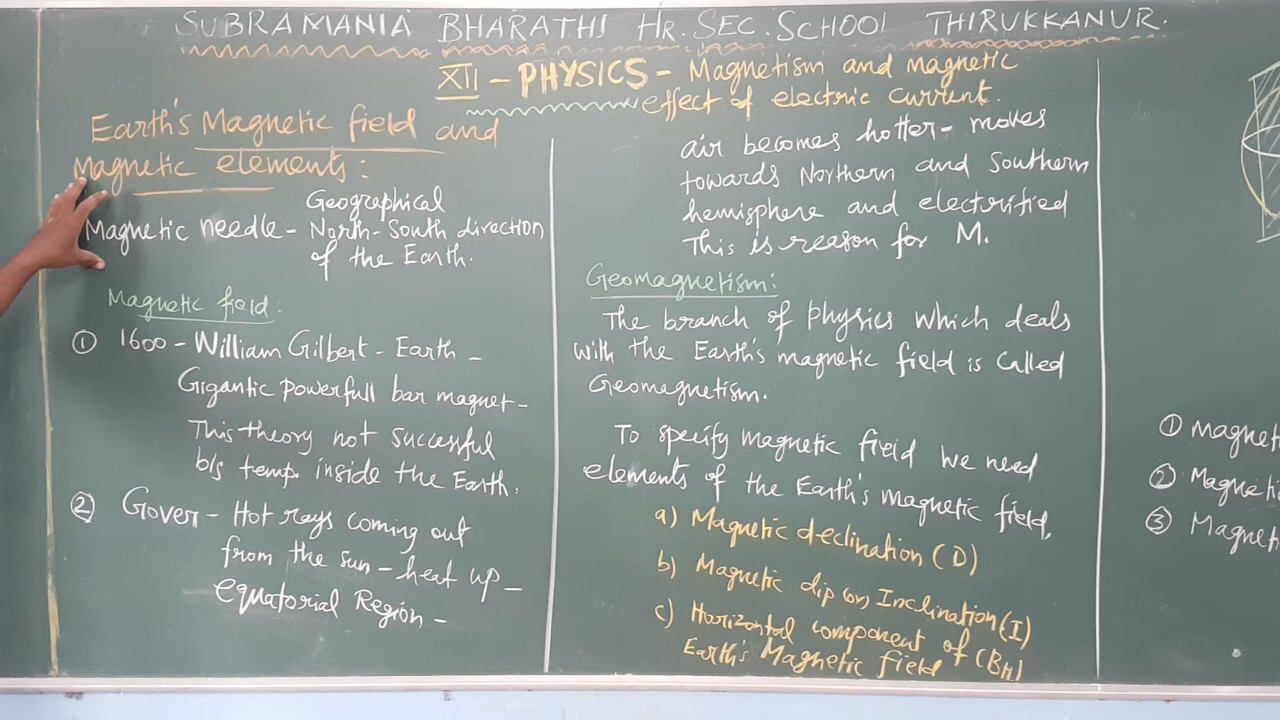 SUBRAMANIA BHARATHI HR. SEC. SCHOOL THIRUKKANUR.
XII - PHYSICS - Magnetism and magnetic
effect of electric current.
Earth's Magnetic field and
Magnetic elements:
Geographical
Magnetic needle - North-South direction
of the Earth.
Magnetic field:
① 1600 - William Gilbert - Earth -
Gigantic powerfull bar magnet -
This theory not successful
b/s temp. inside the Earth.
② Gover - Hot rays coming out
from the sun - heat up -
equatorial Region -
air becomes hotter - moves
towards Northern and Southern
hemisphere and electrified
This is reason for M.
Geomagnetism:
The branch of physics which deals
with the Earth's magnetic field is called
Geomagnetism.
To specify magnetic field we need
elements of the Earth's magnetic field,
a) Magnetic declination (D)
b) Magnetic dip (or) Inclination (I)
c) Horizontal component of (BH)
Earth's Magnetic field
① Magnet
② Magneti
③ Magnet